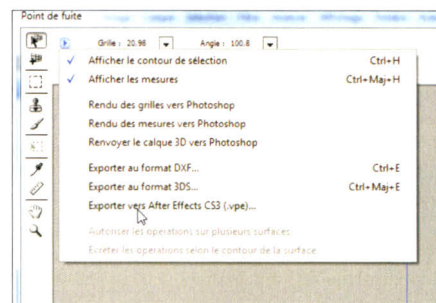 Point de fuite
Grille : 20.96 Angle : 100.8
Afficher le contour de sélection Ctrl+H
Afficher les mesures Ctrl+Maj+H
Rendu des grilles vers Photoshop
Rendu des mesures vers Photoshop
Renvoyer le calque 3D vers Photoshop
Exporter au format DXF... Ctrl+E
Exporter au format 3DS... Ctrl+Maj+E
Exporter vers After Effects CS3 (.vpe)...
Autoriser les opérations sur plusieurs surfaces
Ecrêter les opérations selon le contour de la surface